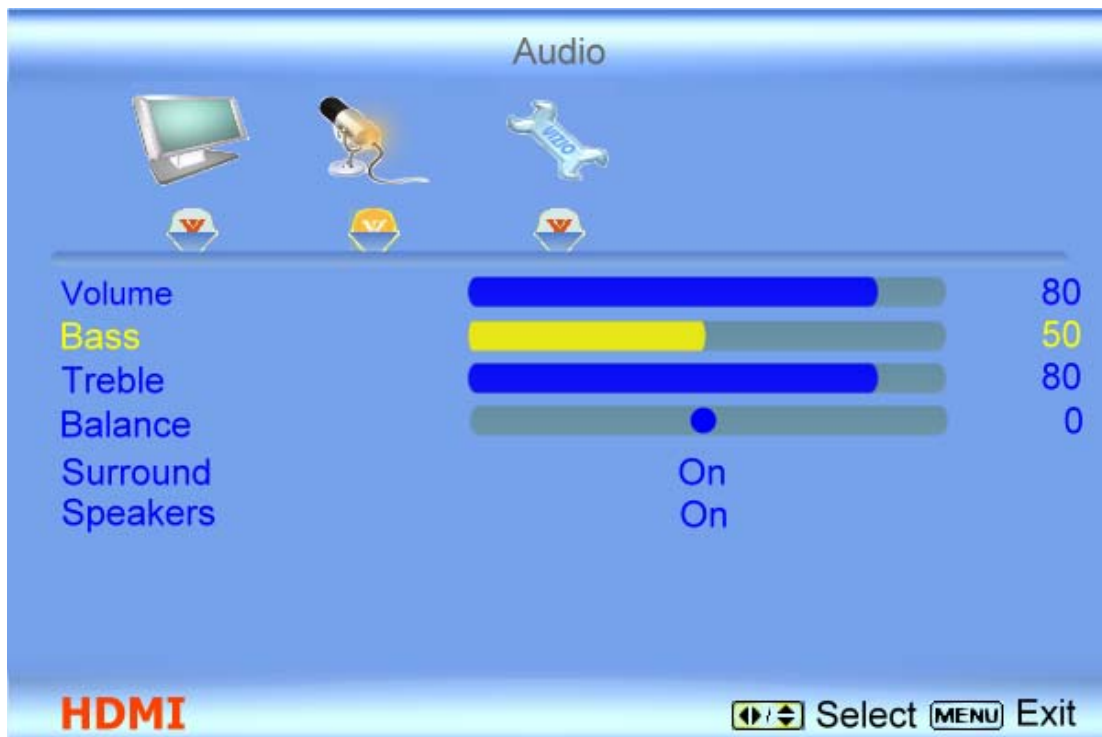 Audio
VIZIO
Volume 80
Bass 50
Treble 80
Balance 0
Surround On
Speakers On
HDMI Select MENU Exit